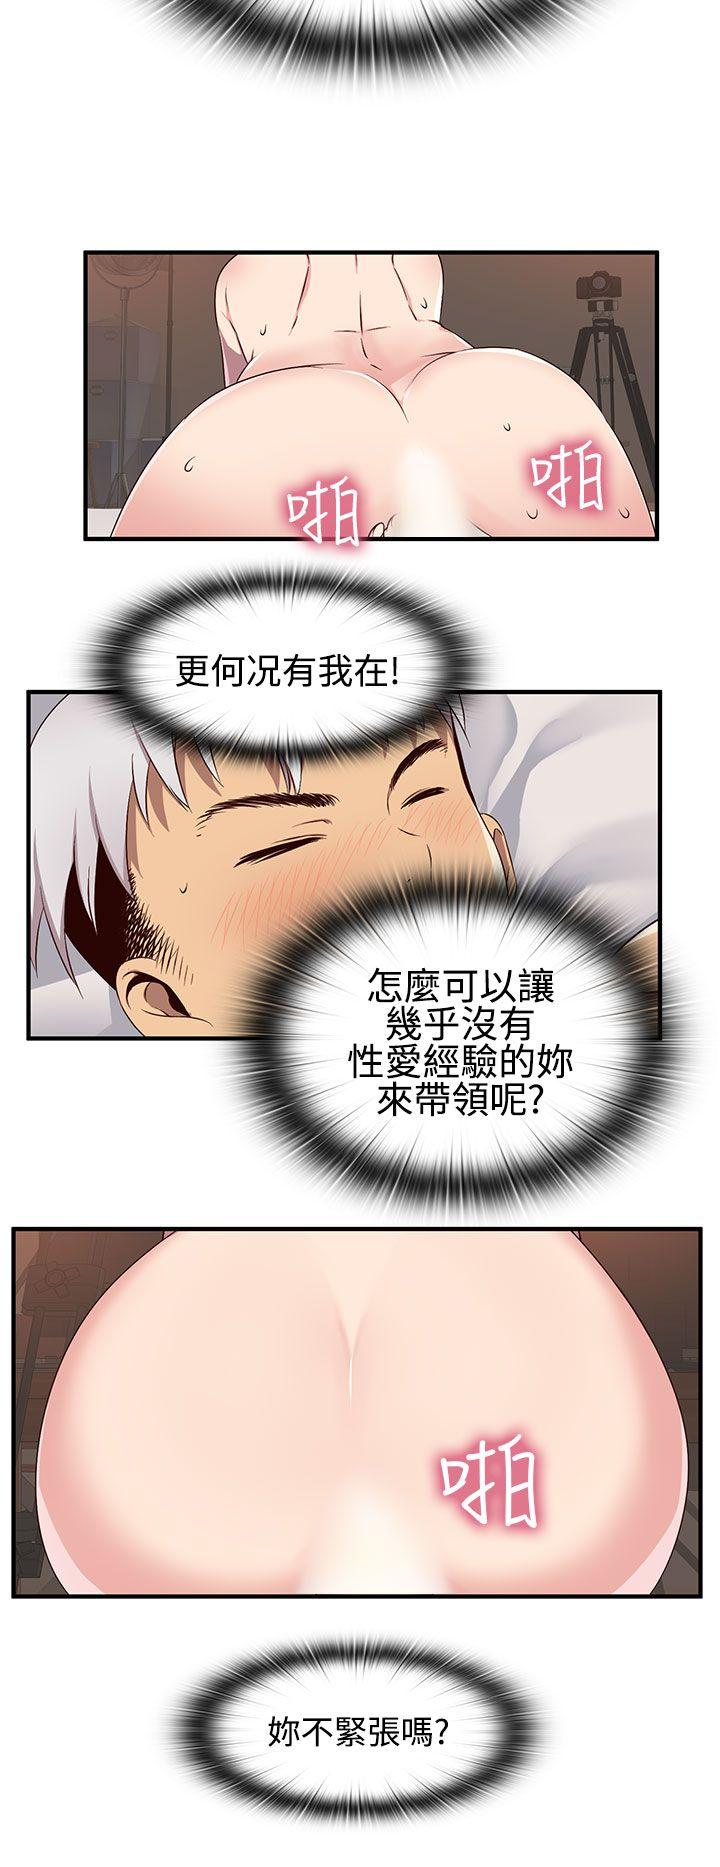 啪
啪
更何況有我在!
怎麼可以讓
幾乎沒有
性愛經驗的妳
來帶領呢?
啪
妳不緊張嗎?